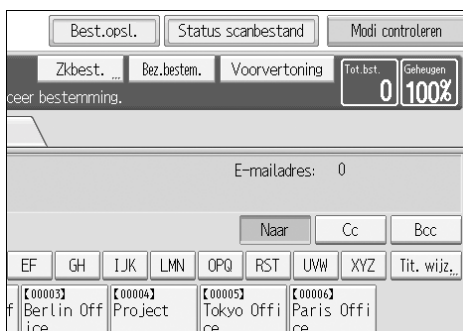 Best.opsl. Status scanbestand Modi controleren
Zkbest. ... Bez.bestem. Voorvertoning Tot.bst. Geheugen
0 100%
ceer bestemming.
E-mailadres: 0
Naar Cc Bcc
EF GH IJK LMN OPQ RST UVW XYZ Tit. wijz...
【00003】 【00004】 【00005】 【00006】
f Berlin Off Project Tokyo Offi Paris Offi
ice ce ce